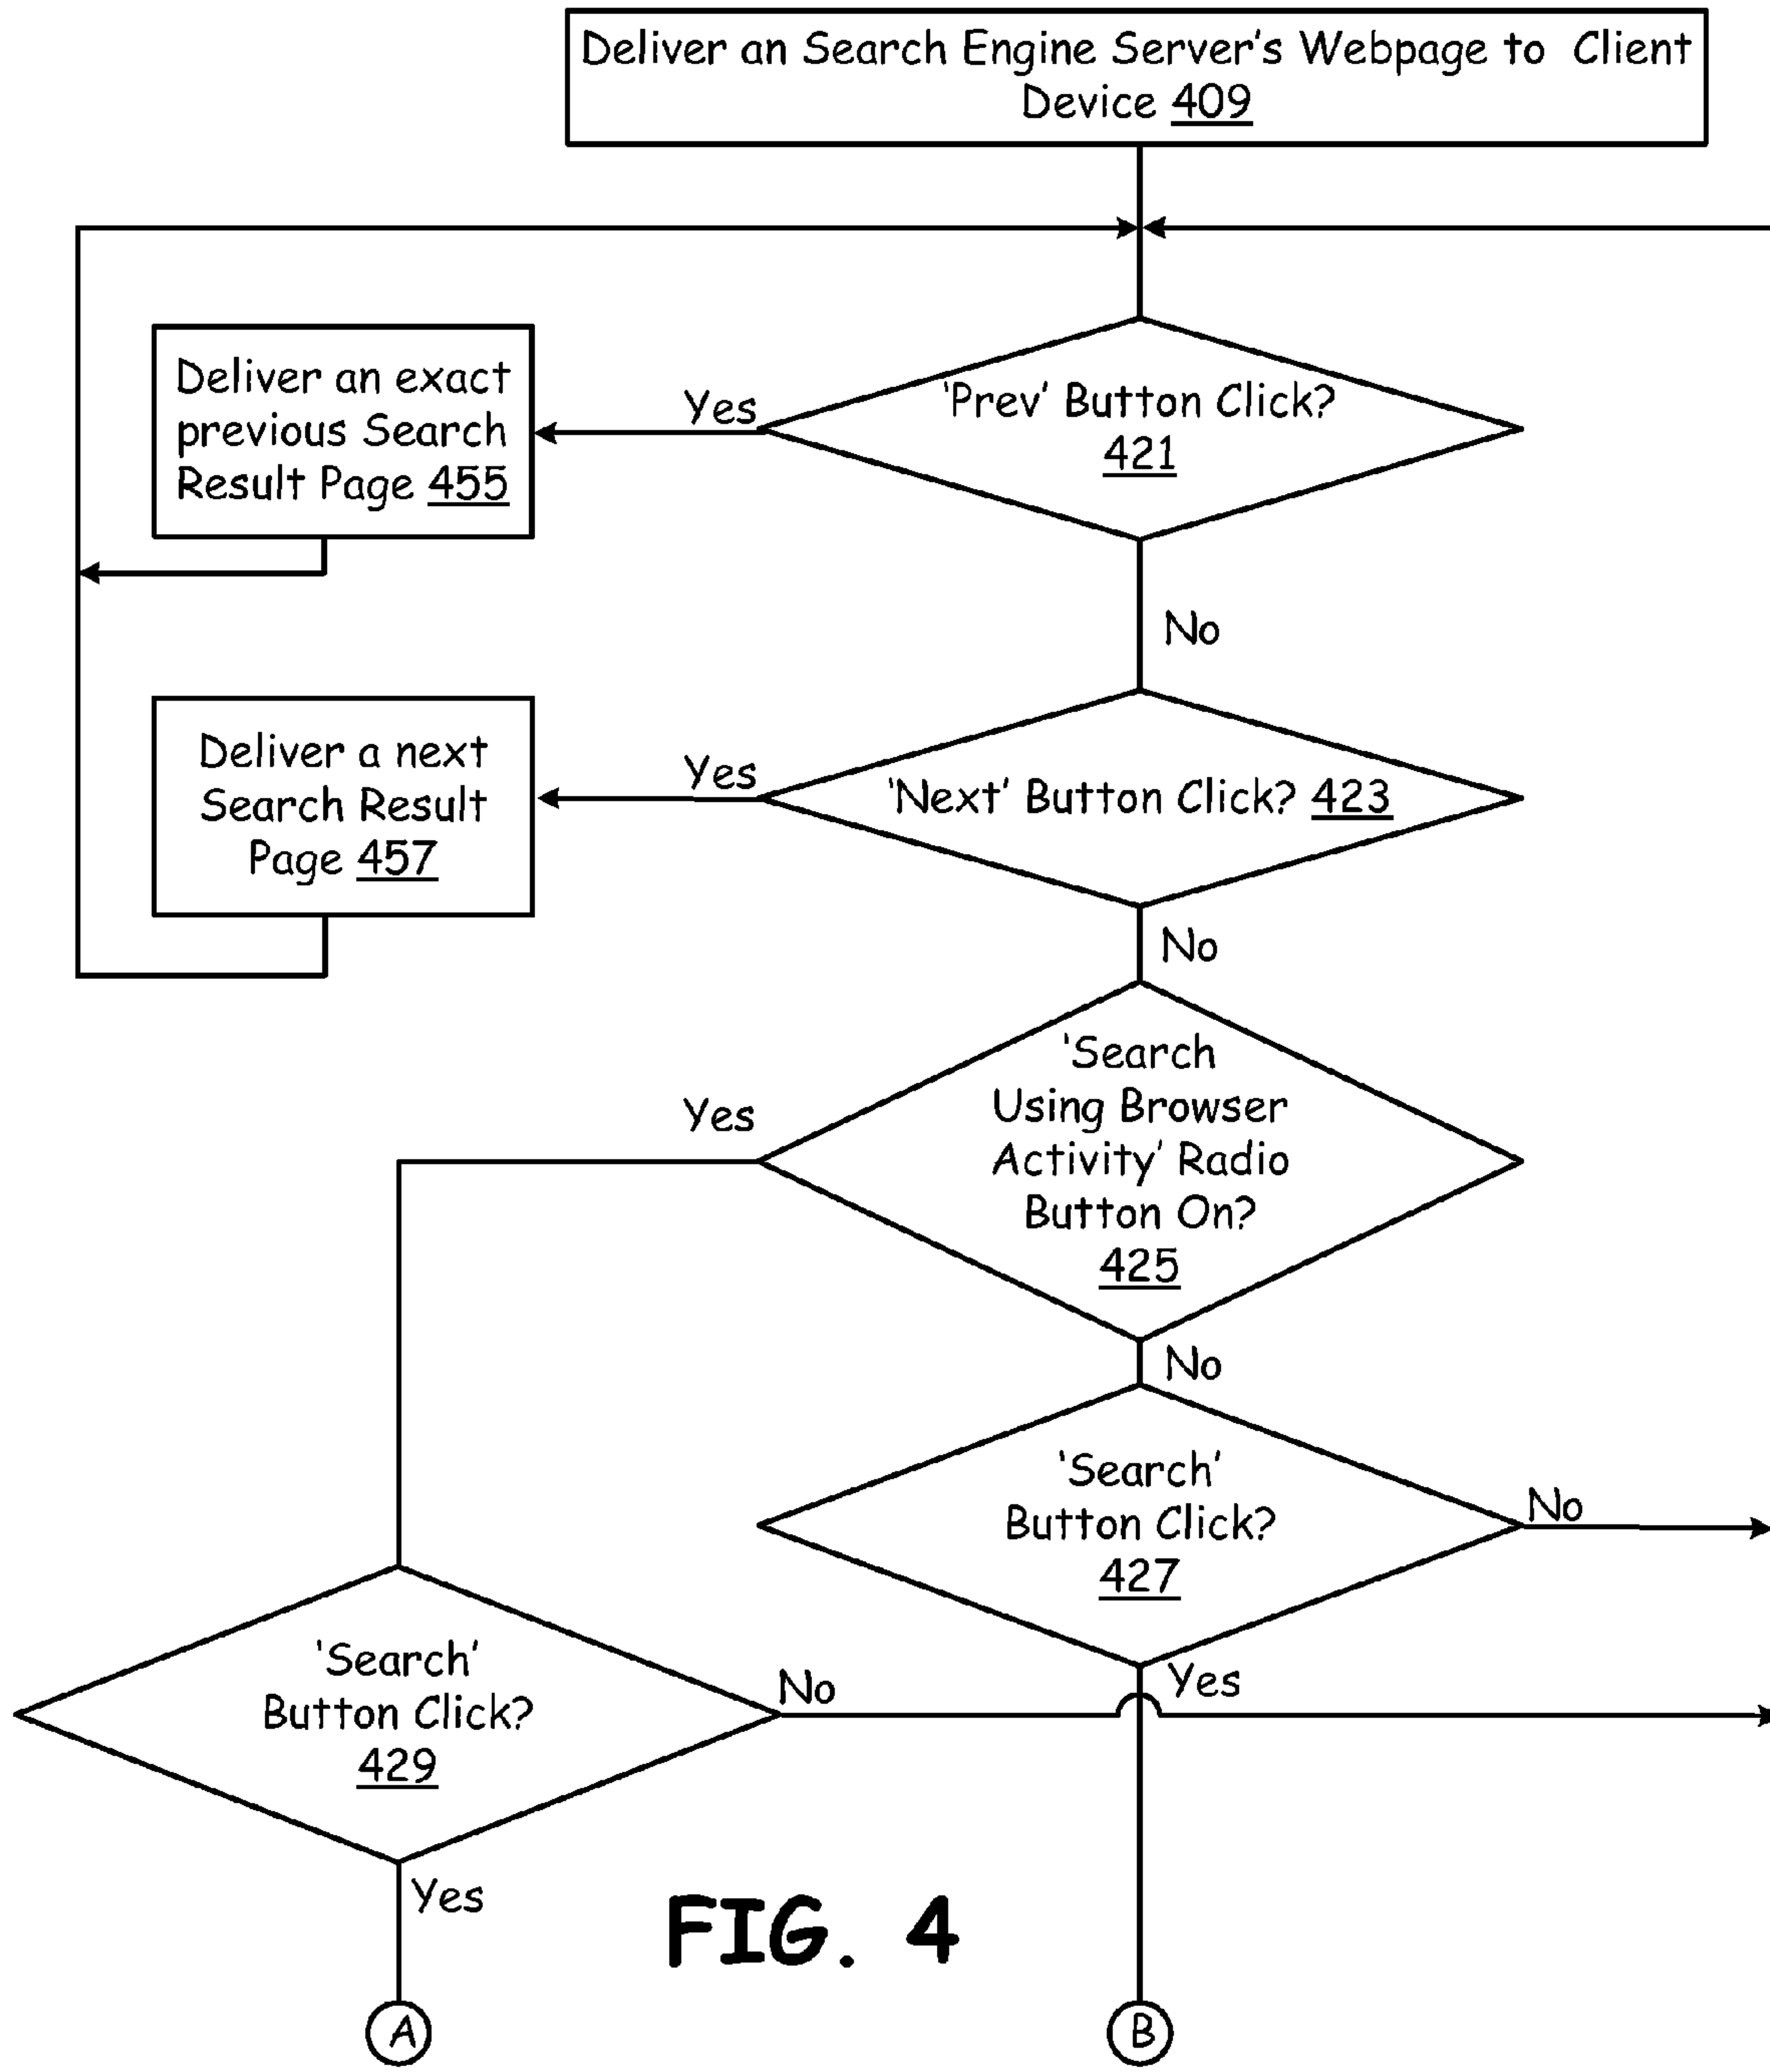 Deliver an Search Engine Server's Webpage to Client
Device 409
'Prev' Button Click?
421
Yes
Deliver an exact
previous Search
Result Page 455
No
'Next' Button Click? 423
Yes
Deliver a next
Search Result
Page 457
No
'Search
Using Browser
Activity' Radio
Button On?
425
Yes
No
'Search'
Button Click?
427
No
Yes
'Search'
Button Click?
429
No
Yes
FIG. 4
A
B